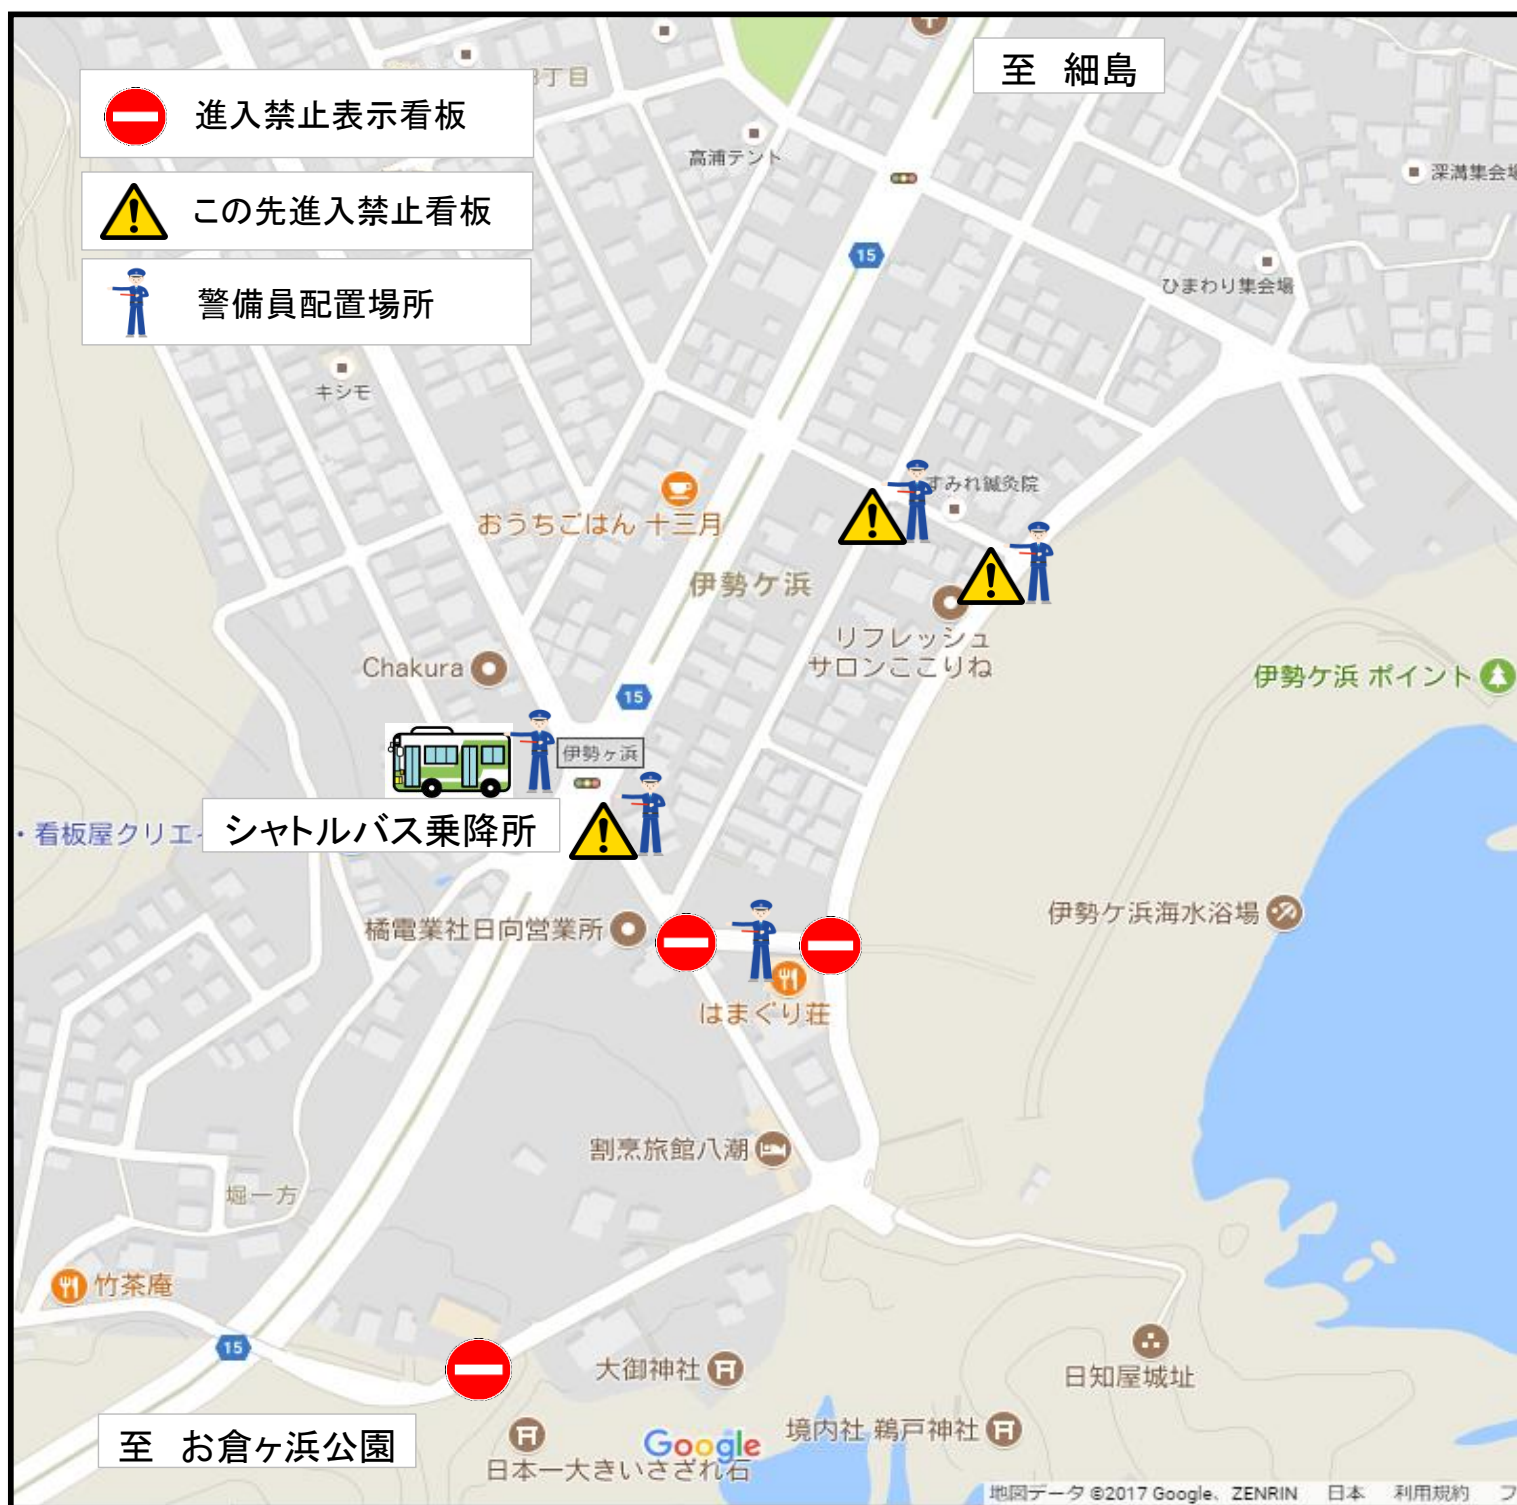 至 細島
進入禁止表示看板
3丁目
この先進入禁止看板
警備員配置場所
高浦テント
深溝集会場
15
ひまわり集会場
キシモ
すみれ鍼灸院
おうちごはん 十三月
伊勢ケ浜
リフレッシュ
サロンここりね
Chakura
伊勢ケ浜 ポイント
15
伊勢ヶ浜
シャトルバス乗降所
・看板屋クリエイ
伊勢ケ浜海水浴場
橘電業社日向営業所
はまぐり荘
割烹旅館八潮
堀一方
竹茶庵
15
大御神社
日知屋城址
至 お倉ヶ浜公園
境内社 鵜戸神社
Google
日本一大きいさざれ石
地図データ ©2017 Google、ZENRIN 日本 利用規約 フ